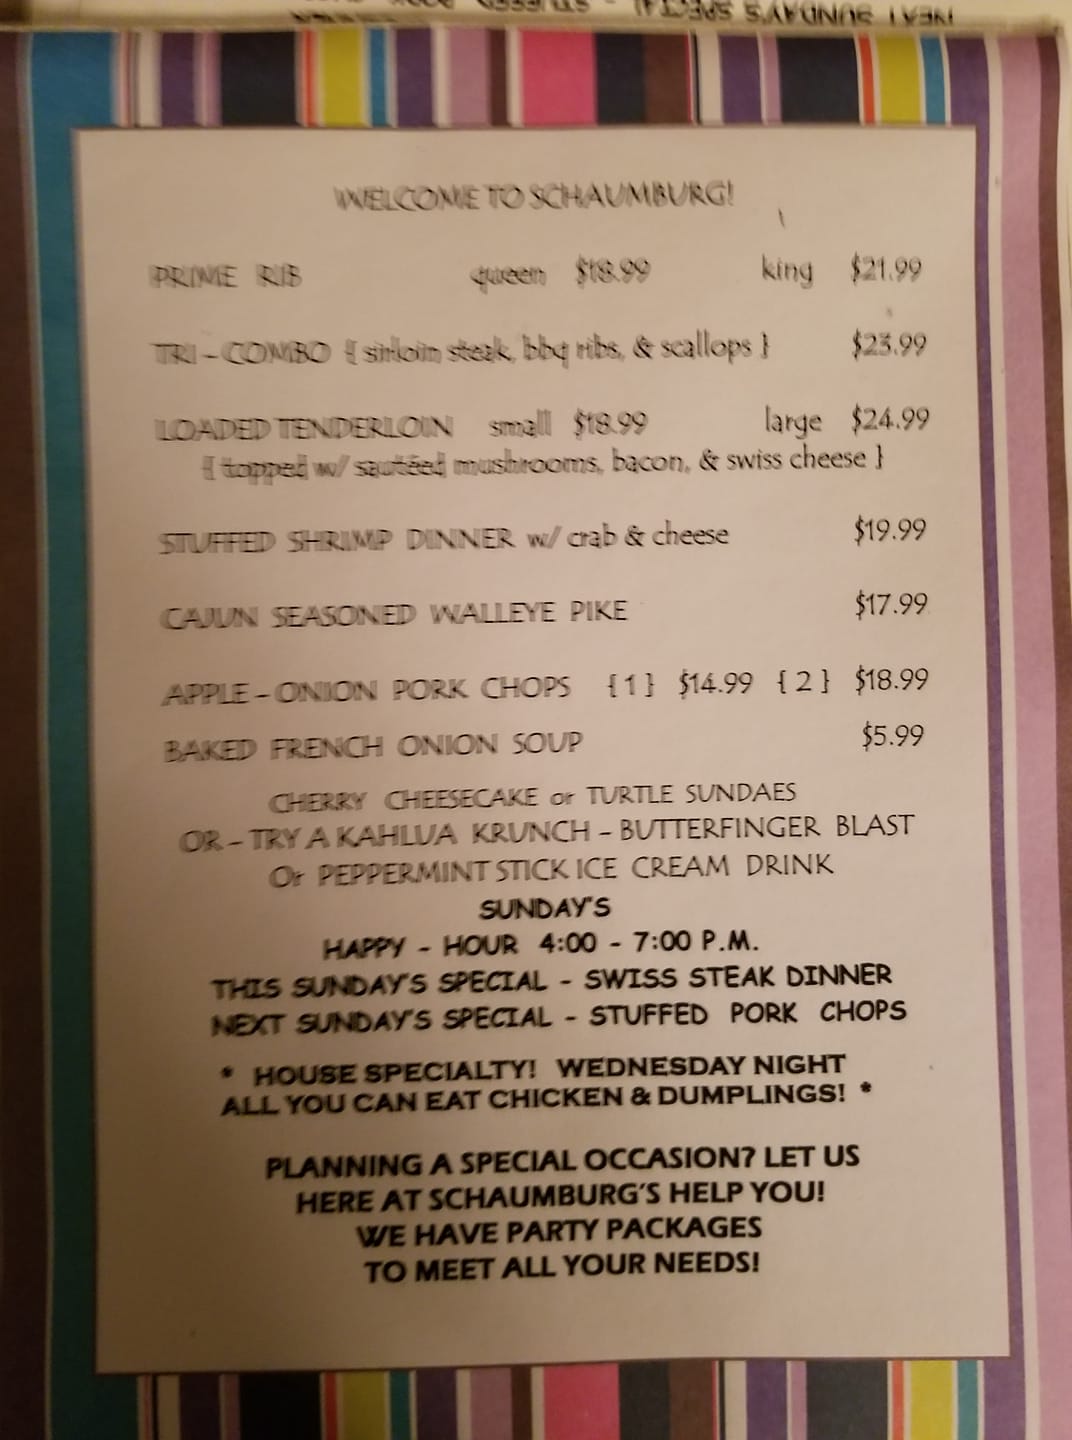 NEXT SUNDAY'S SPECIAL - STUFFED PORK
WELCOME TO SCHAUMBURG!
PRIME RIB queen $18.99 king $21.99
TRI - COMBO { sirloin steak, bbq ribs, & scallops } $23.99
LOADED TENDERLOIN small $18.99 large $24.99
{ topped w/ sautéed mushrooms, bacon, & swiss cheese }
STUFFED SHRIMP DINNER w/ crab & cheese $19.99
CAJUN SEASONED WALLEYE PIKE $17.99
APPLE - ONION PORK CHOPS { 1 } $14.99 { 2 } $18.99
BAKED FRENCH ONION SOUP $5.99
CHERRY CHEESECAKE or TURTLE SUNDAES
OR - TRY A KAHLUA KRUNCH - BUTTERFINGER BLAST
Or PEPPERMINT STICK ICE CREAM DRINK
SUNDAY'S
HAPPY - HOUR 4:00 - 7:00 P.M.
THIS SUNDAY'S SPECIAL - SWISS STEAK DINNER
NEXT SUNDAY'S SPECIAL - STUFFED PORK CHOPS
* HOUSE SPECIALTY! WEDNESDAY NIGHT
ALL YOU CAN EAT CHICKEN & DUMPLINGS! *
PLANNING A SPECIAL OCCASION? LET US
HERE AT SCHAUMBURG'S HELP YOU!
WE HAVE PARTY PACKAGES
TO MEET ALL YOUR NEEDS!